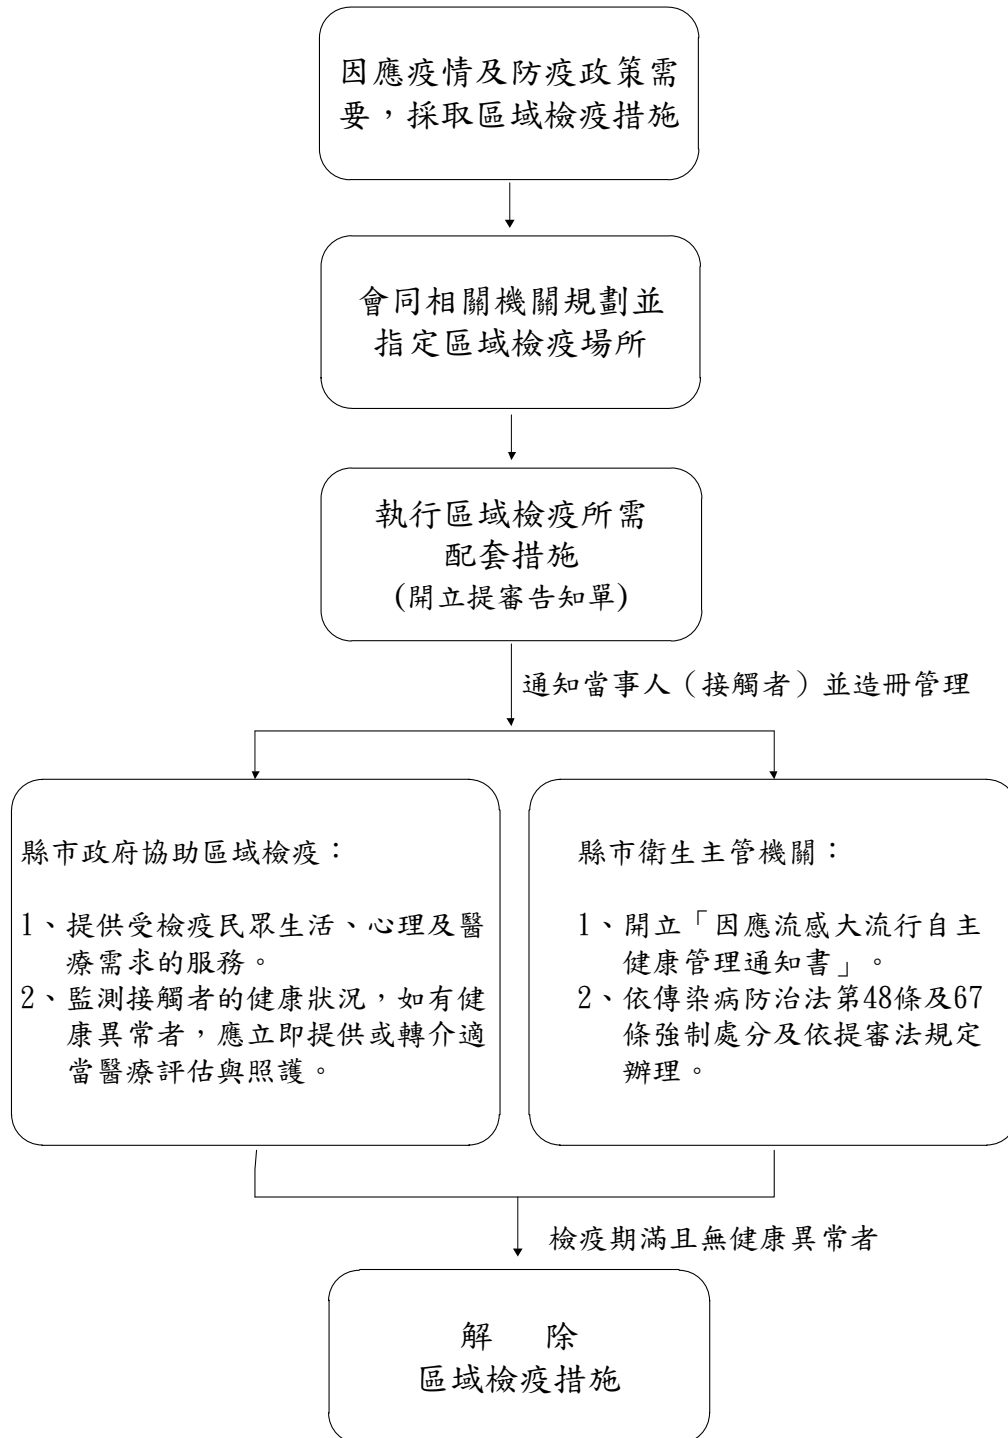 因應疫情及防疫政策需
要，採取區域檢疫措施
會同相關機關規劃並
指定區域檢疫場所
執行區域檢疫所需
配套措施
(開立提審告知單)
通知當事人（接觸者）並造冊管理
縣市政府協助區域檢疫：
1、提供受檢疫民眾生活、心理及醫
療需求的服務。
2、監測接觸者的健康狀況，如有健
康異常者，應立即提供或轉介適
當醫療評估與照護。
縣市衛生主管機關：
1、開立「因應流感大流行自主
健康管理通知書」。
2、依傳染病防治法第48條及67
條強制處分及依提審法規定
辦理。
檢疫期滿且無健康異常者
解 除
區域檢疫措施